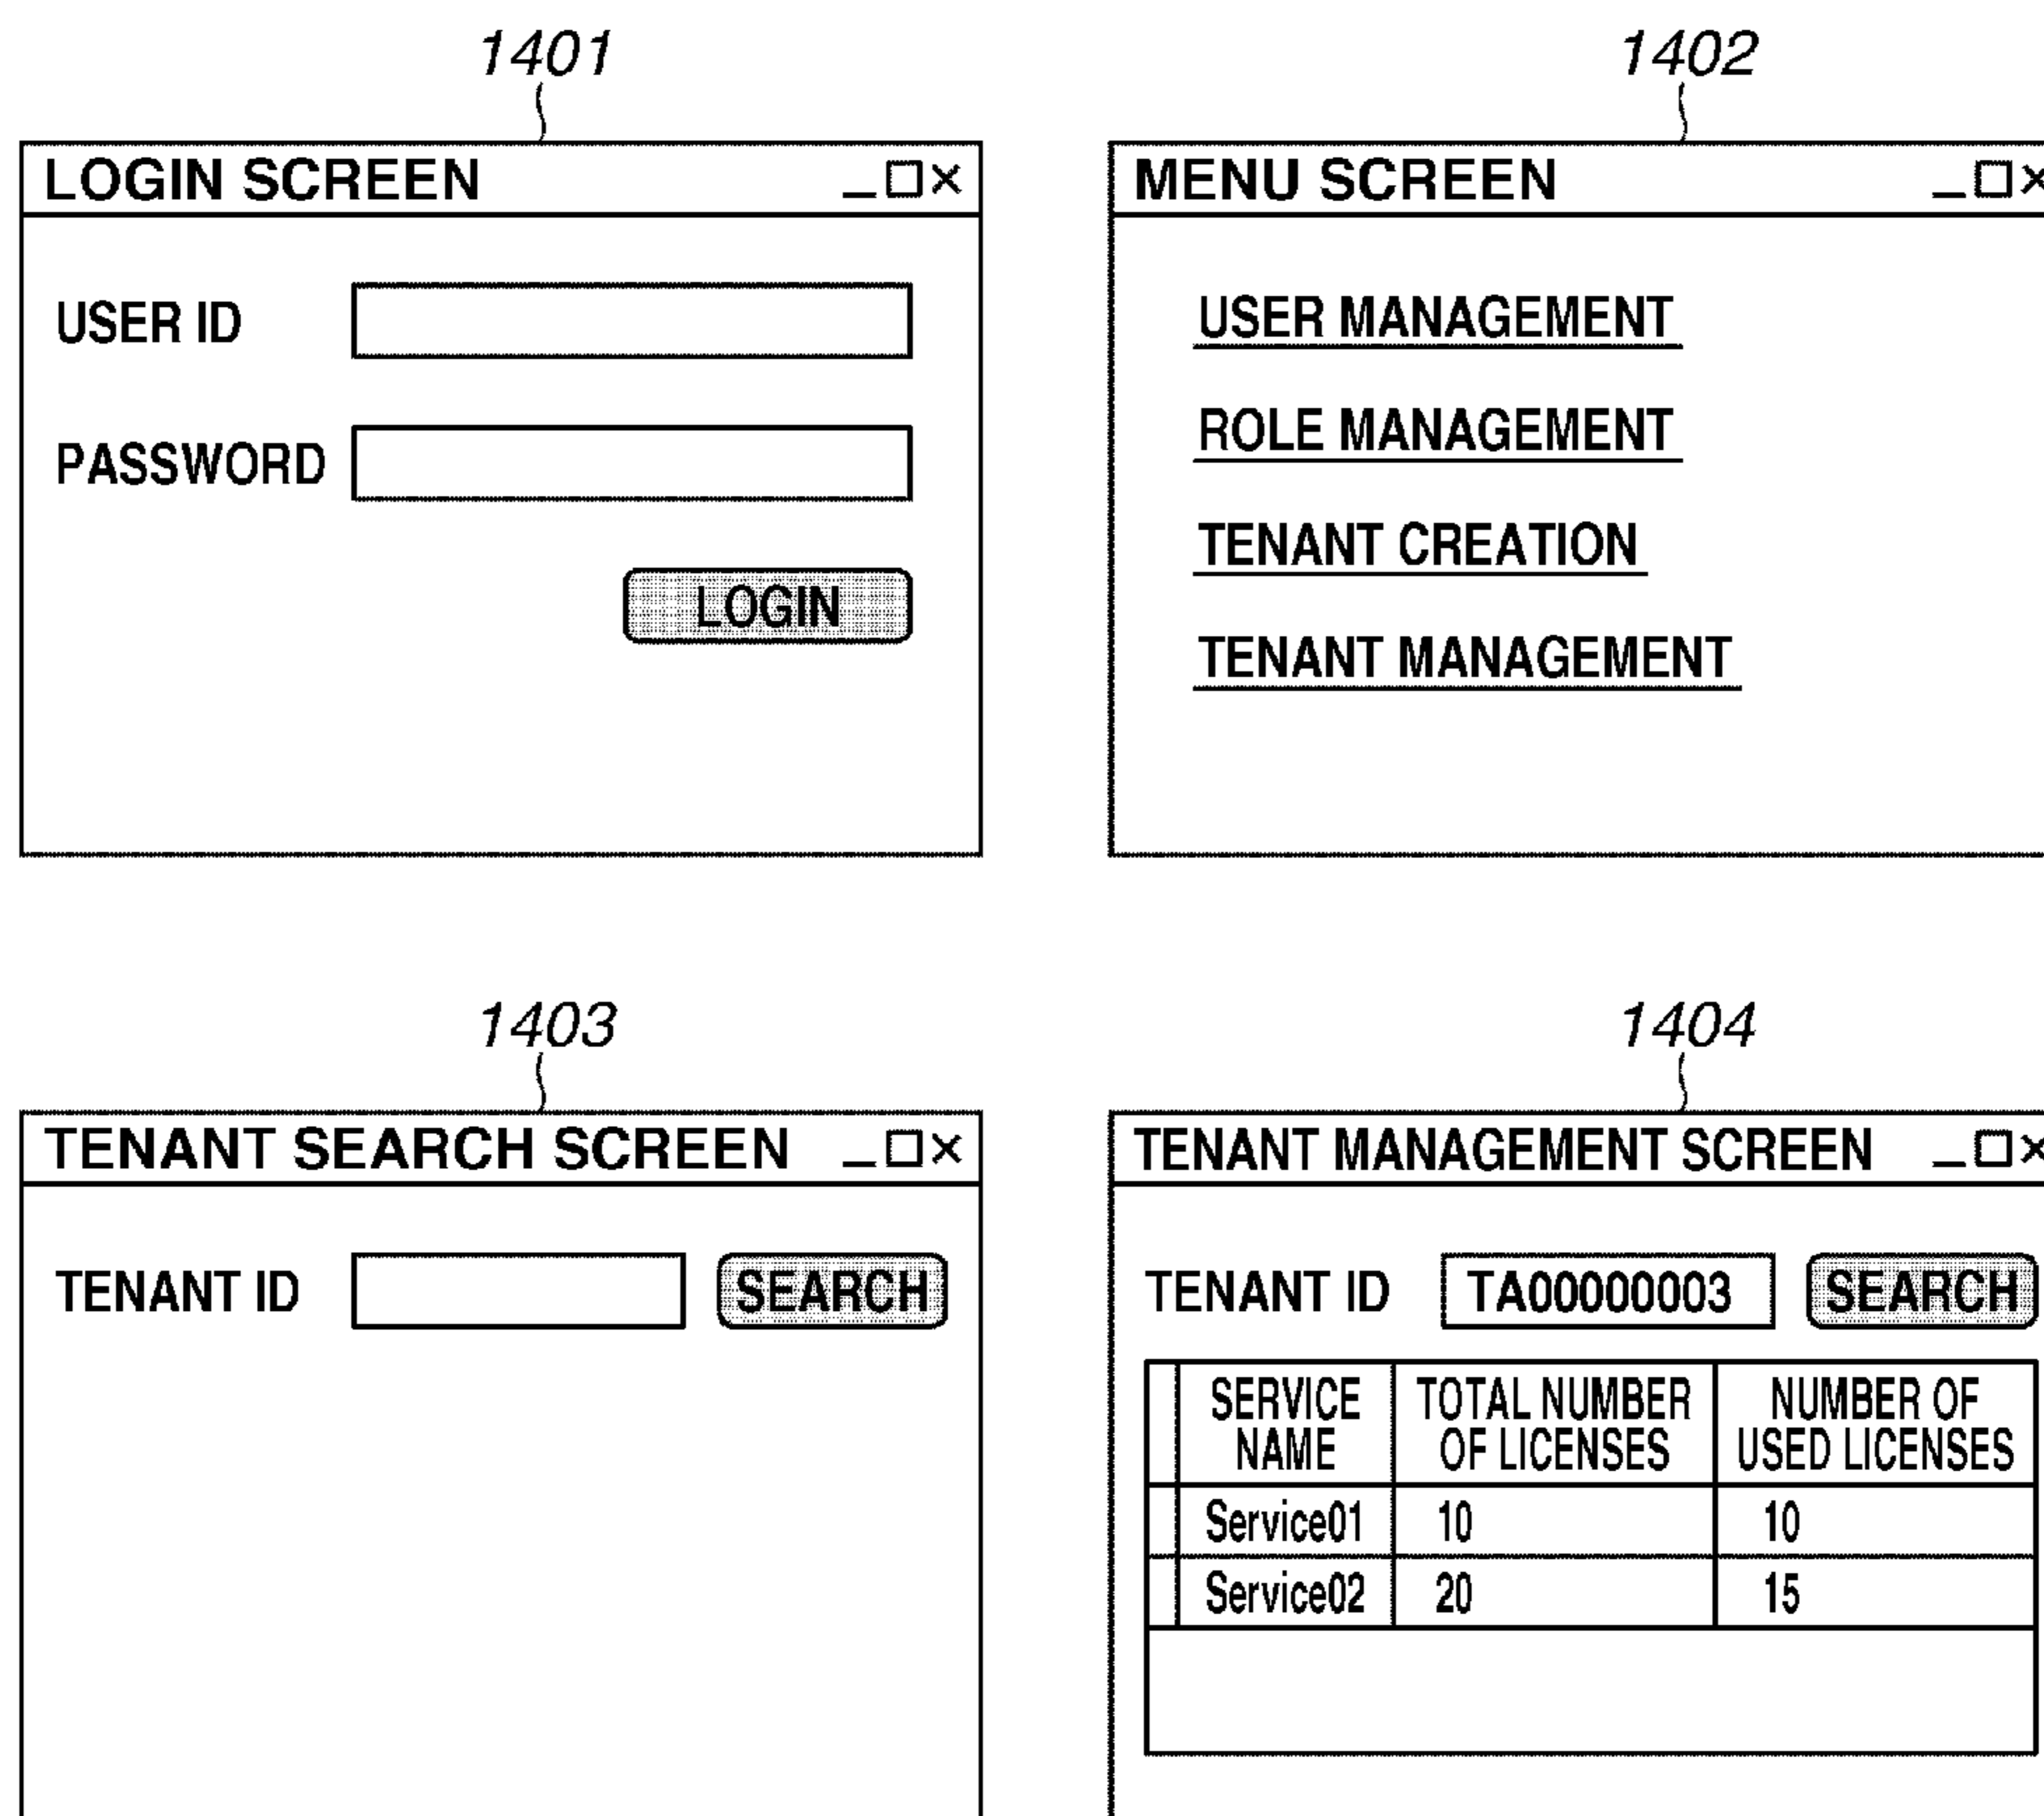 1401
LOGIN SCREEN
USER ID
PASSWORD
LOGIN
1402
MENU SCREEN
USER MANAGEMENT
ROLE MANAGEMENT
TENANT CREATION
TENANT MANAGEMENT
1403
TENANT SEARCH SCREEN
TENANT ID
SEARCH
1404
TENANT MANAGEMENT SCREEN
TENANT ID TA00000003 SEARCH
SERVICE NAME TOTAL NUMBER OF LICENSES NUMBER OF USED LICENSES
Service01 10 10
Service02 20 15